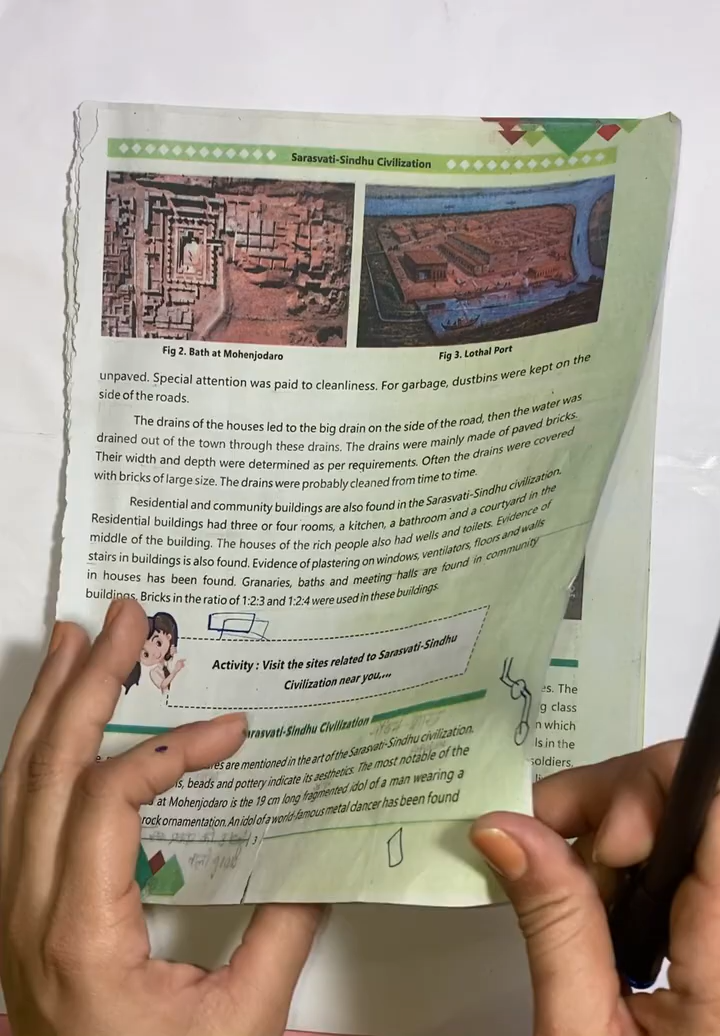 Sarasvati-Sindhu Civilization
Fig 2. Bath at Mohenjodaro
Fig 3. Lothal Port
unpaved. Special attention was paid to cleanliness. For garbage, dustbins were kept on the
side of the roads.
The drains of the houses led to the big drain on the side of the road, then the water was
drained out of the town through these drains. The drains were mainly made of paved bricks.
Their width and depth were determined as per requirements. Often the drains were covered
with bricks of large size. The drains were probably cleaned from time to time.
Residential and community buildings are also found in the Sarasvati-Sindhu civilization.
Residential buildings had three or four rooms, a kitchen, a bathroom and a courtyard in the
middle of the building. The houses of the rich people also had wells and toilets. Evidence of
stairs in buildings is also found. Evidence of plastering on windows, ventilators, floors and walls
in houses has been found. Granaries, baths and meeting halls are found in community
buildings. Bricks in the ratio of 1:2:3 and 1:2:4 were used in these buildings.
Activity : Visit the sites related to Sarasvati-Sindhu
Civilization near you....
Sarasvati-Sindhu Civilization
are mentioned in the art of the Sarasvati-Sindhu civilization.
beads and pottery indicate its aesthetics. The most notable of the
at Mohenjodaro is the 19 cm long fragmented idol of a man wearing a
rock ornamentation. An idol of a world-famous metal dancer has been found
3
es. The
g class
n which
ls in the
soldiers.